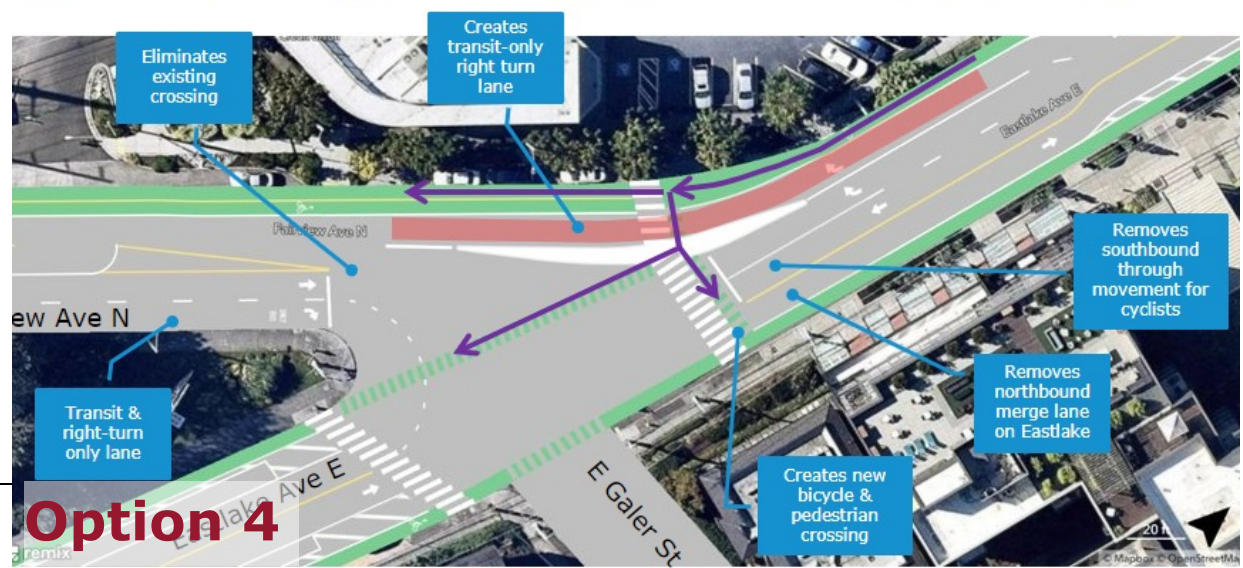 Creates
transit-only
right turn
lane
Eliminates
existing
crossing
Eastlake Ave E
Fairview Ave N
Removes
southbound
through
movement for
cyclists
ew Ave N
Removes
northbound
merge lane
on Eastlake
Transit &
right-turn
only lane
Creates new
bicycle &
pedestrian
crossing
E Galer St
Eastlake Ave E
Option 4
remix
20 f
© Mapbox © OpenStreetMa